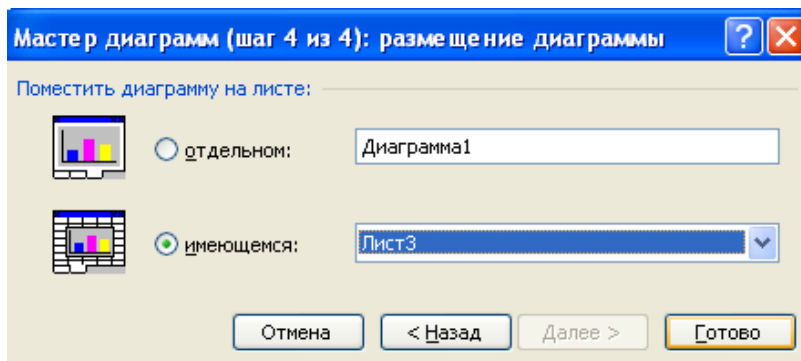 Мастер диаграмм (шаг 4 из 4): размещение диаграммы
Поместить диаграмму на листе:
отдельном: Диаграмма1
имеющемся: Лист3
Отмена < Назад Далее > Готово